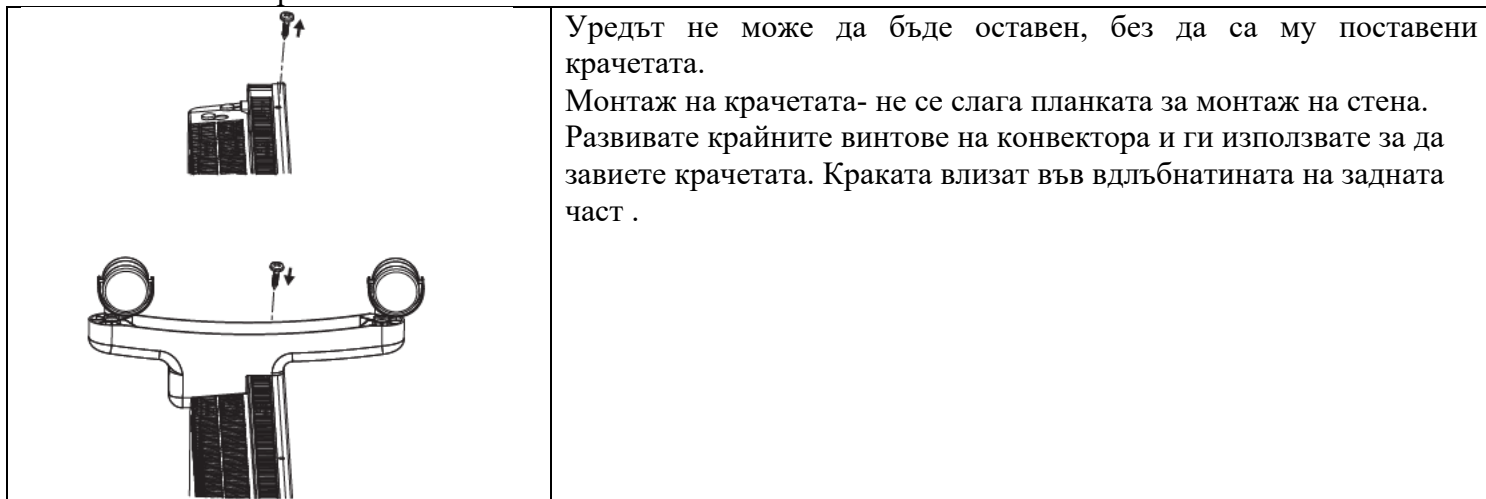 Уредът не може да бъде оставен, без да са му поставени
крачетата.
Монтаж на крачетата- не се слага планката за монтаж на стена.
Развивате крайните винтове на конвектора и ги използвате за да
завиете крачетата. Краката влизат във вдлъбнатината на задната
част .